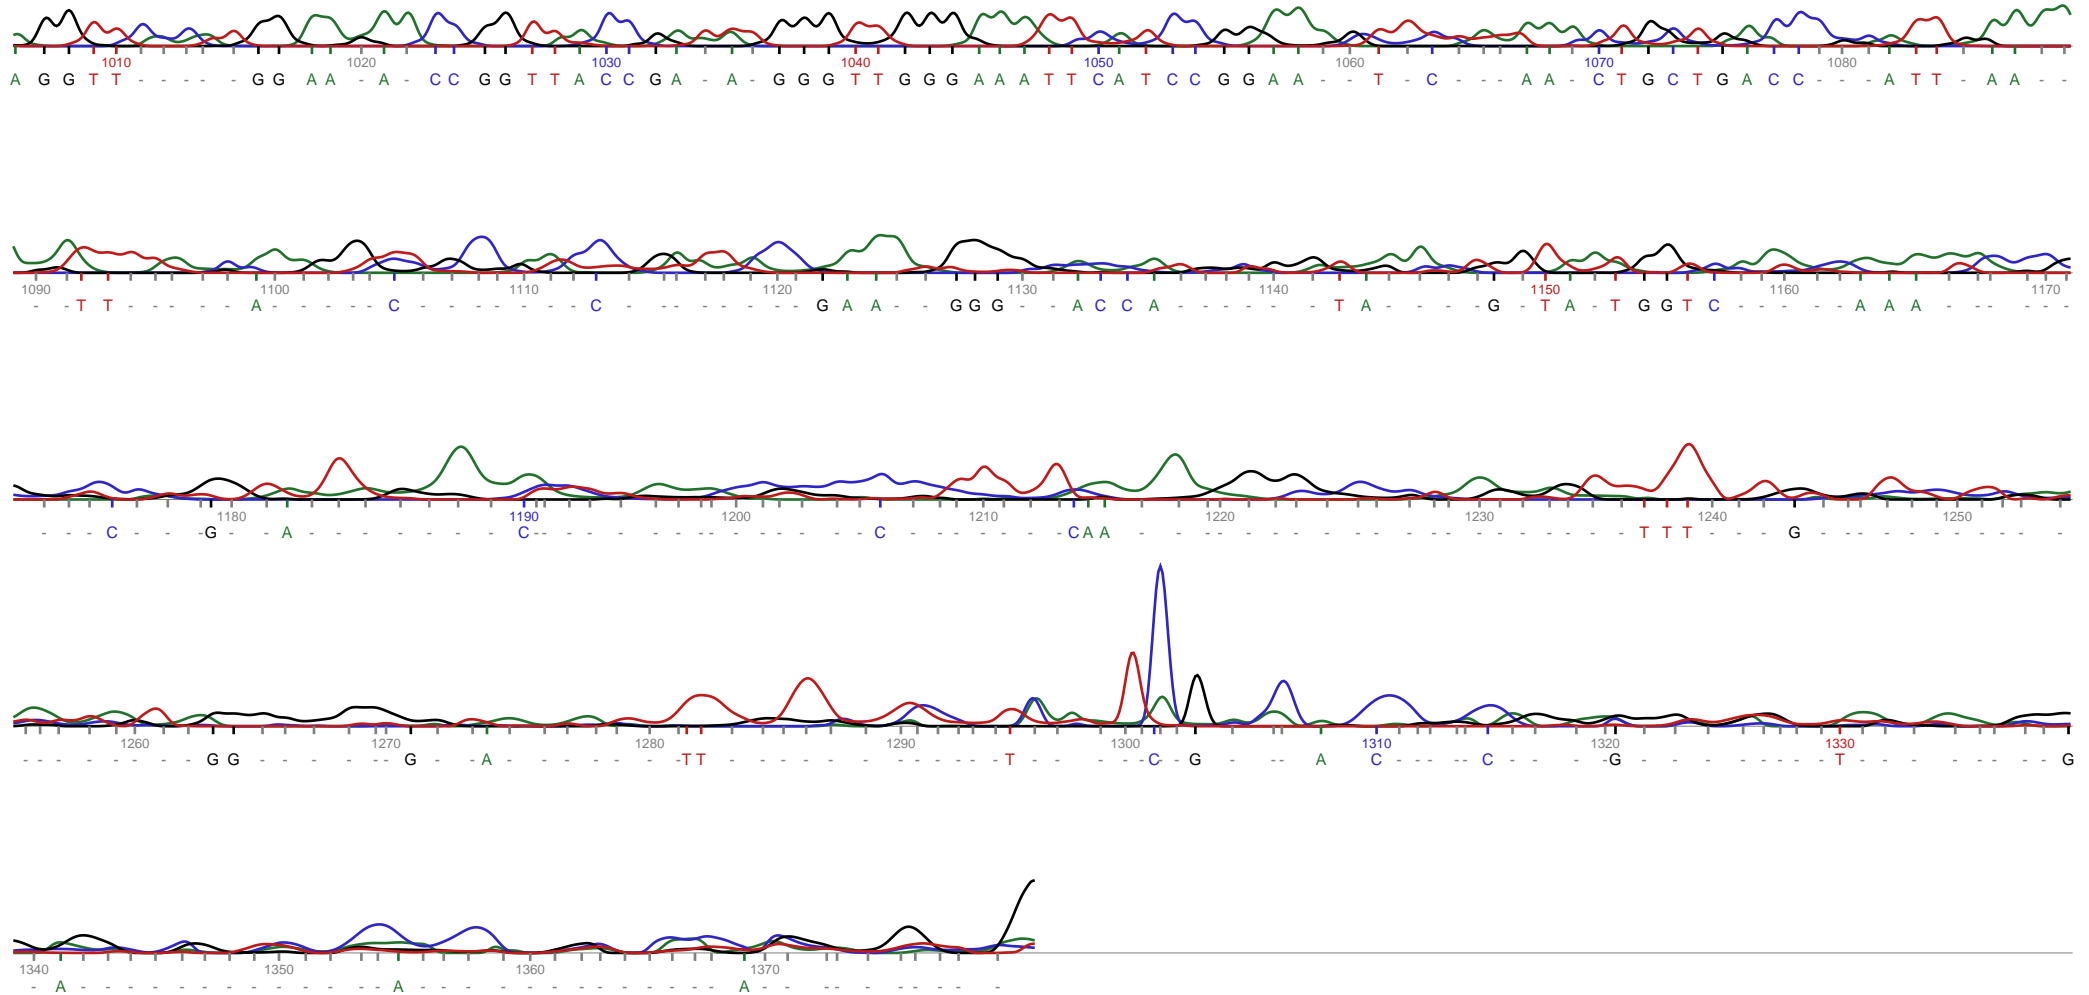 1010 1020 1030 1040 1050 1060 1070 1080
A G G T T - - - - - G G A A - A - C C G G T T A C C G A - A - G G G T T G G G A A A T T C A T C C G G A A - - T - C - - - A A - C T G C T G A C C - - - A T T - A A - -
1090 1100 1110 1120 1130 1140 1150 1160 1170
- - T T - - - - - A - - - - - C - - - - - - - C - - - - - - - - G A A - - G G G - - A C C A - - - - - - - T A - - - - G - T A - T G G T C - - - - - A A A - - - - - -
1180 1190 1200 1210 1220 1230 1240 1250
- - - C - - - - G - - A - - - - - - - - C - - - - - - - - - - - - - - C - - - - - - - C A A - - - - - - - - - - - - - - - - - - - - - T T T - - - G - - - - - - - - - - -
1260 1270 1280 1290 1300 1310 1320 1330
- - - - - - - - - G G - - - - - - - G - - A - - - - - - - - T T - - - - - - - - - - - - - T - - - - - C - G - - - - A - C - - - - - C - - - - G - - - - - - - - - T - - - - - - - - G
1340 1350 1360 1370
- A - - - - - - - - - - - - - A - - - - - - - - - - - - - - A - - - - - - - - - - -